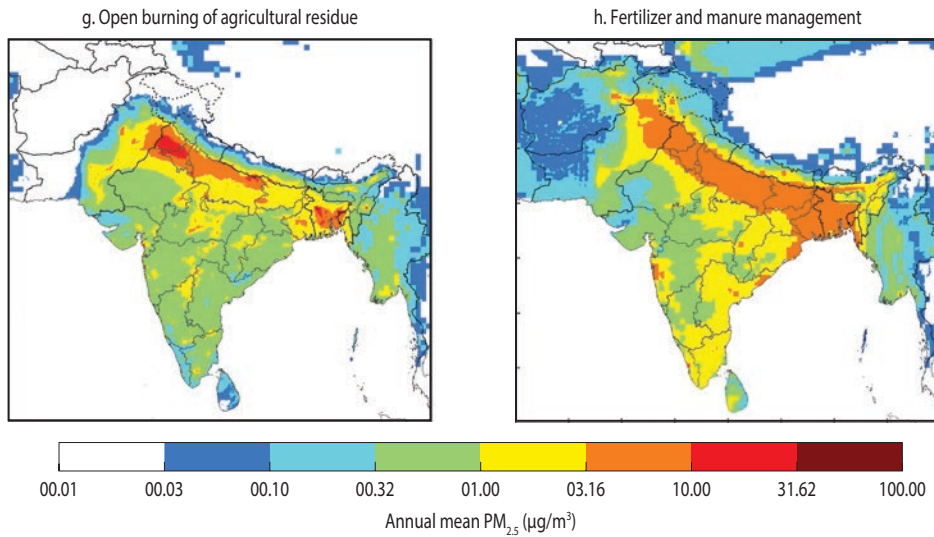 g. Open burning of agricultural residue
h. Fertilizer and manure management
00.01 00.03 00.10 00.32 01.00 03.16 10.00 31.62 100.00
Annual mean PM2.5 (µg/m³)